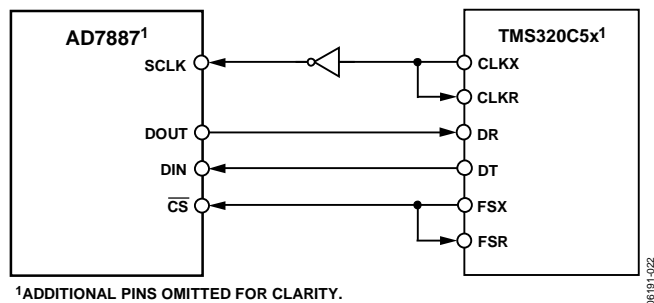 AD7887¹
TMS320C5x¹
SCLK
CLKX
CLKR
DOUT
DR
DIN
DT
CS
FSX
FSR
¹ADDITIONAL PINS OMITTED FOR CLARITY.
06191-022